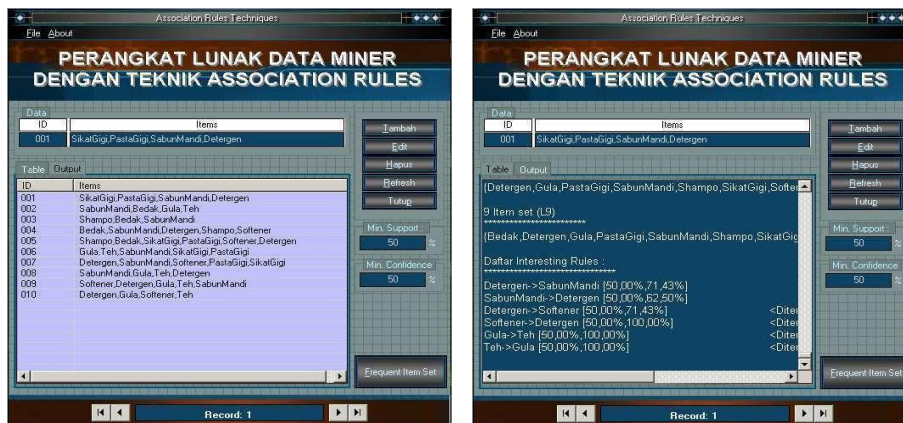 Association Rules Techniques
File About
PERANGKAT LUNAK DATA MINER
DENGAN TEKNIK ASSOCIATION RULES
Data
ID Items
001 SikatGigi,PastaGigi,SabunMandi,Detergen
Table Output
ID Items
001 SikatGigi,PastaGigi,SabunMandi,Detergen
002 SabunMandi,Bedak,Gula,Teh
003 Shampo,Bedak,SabunMandi
004 Bedak,SabunMandi,Detergen,Shampo,Softener
005 Shampo,Bedak,SikatGigi,PastaGigi,Softener,Detergen
006 Gula,Teh,SabunMandi,SikatGigi,PastaGigi
007 Detergen,SabunMandi,Softener,PastaGigi,SikatGigi
008 SabunMandi,Gula,Teh,Detergen
009 Softener,Detergen,Gula,Teh,SabunMandi
010 Detergen,Gula,Softener,Teh
Tambah
Edit
Hapus
Refresh
Tutup
Min. Support :
50 %
Min. Confidence
50 %
Frequent Item Set
Record: 1
Association Rules Techniques
File About
PERANGKAT LUNAK DATA MINER
DENGAN TEKNIK ASSOCIATION RULES
Data
ID Items
001 SikatGigi,PastaGigi,SabunMandi,Detergen
Table Output
{Detergen,Gula,PastaGigi,SabunMandi,Shampo,SikatGigi,Softe
9 Item set (L9)
************************
{Bedak,Detergen,Gula,PastaGigi,SabunMandi,Shampo,SikatGig
Daftar Interesting Rules :
******************************
Detergen->SabunMandi [50,00%,71,43%]
SabunMandi->Detergen [50,00%,62,50%]
Detergen->Softener [50,00%,71,43%] <Diter
Softener->Detergen [50,00%,100,00%] <Diter
Gula->Teh [50,00%,100,00%] <Diter
Teh->Gula [50,00%,100,00%] <Diter
Tambah
Edit
Hapus
Refresh
Tutup
Min. Support :
50 %
Min. Confidence
50 %
Frequent Item Set
Record: 1